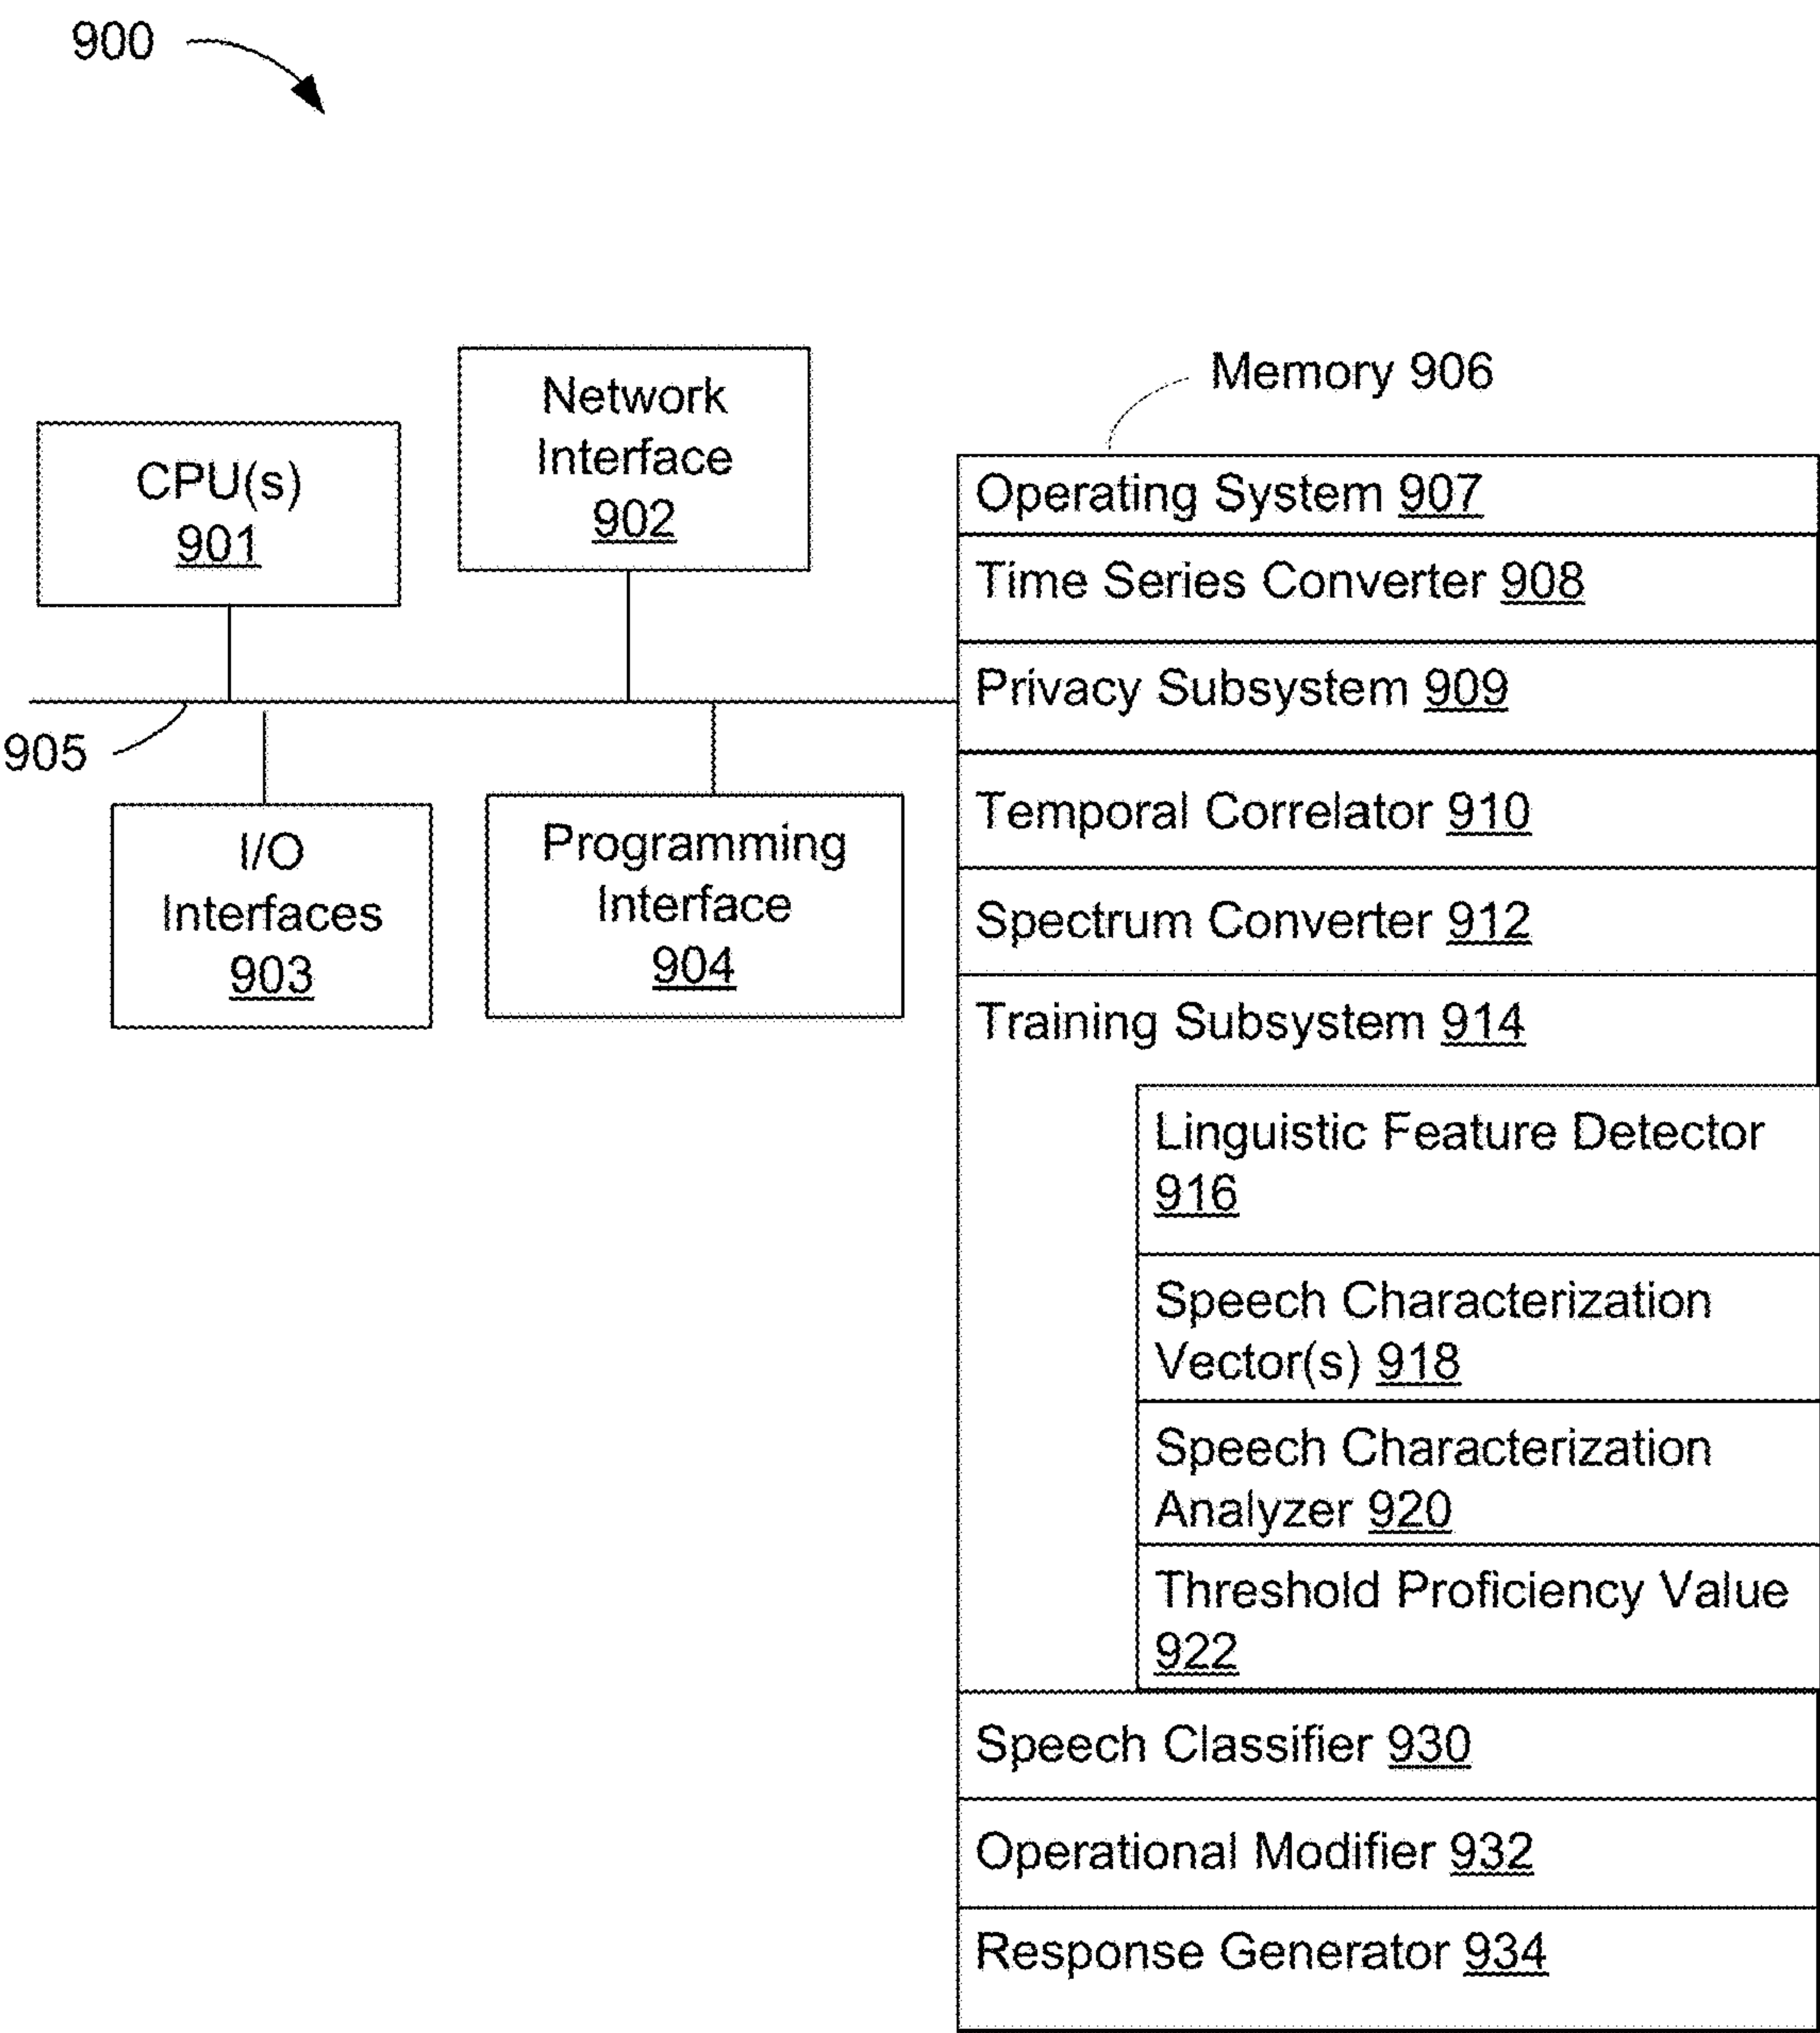 900
CPU(s)
901
Network
Interface
902
905
I/O
Interfaces
903
Programming
Interface
904
Memory 906
Operating System 907
Time Series Converter 908
Privacy Subsystem 909
Temporal Correlator 910
Spectrum Converter 912
Training Subsystem 914
Linguistic Feature Detector
916
Speech Characterization
Vector(s) 918
Speech Characterization
Analyzer 920
Threshold Proficiency Value
922
Speech Classifier 930
Operational Modifier 932
Response Generator 934